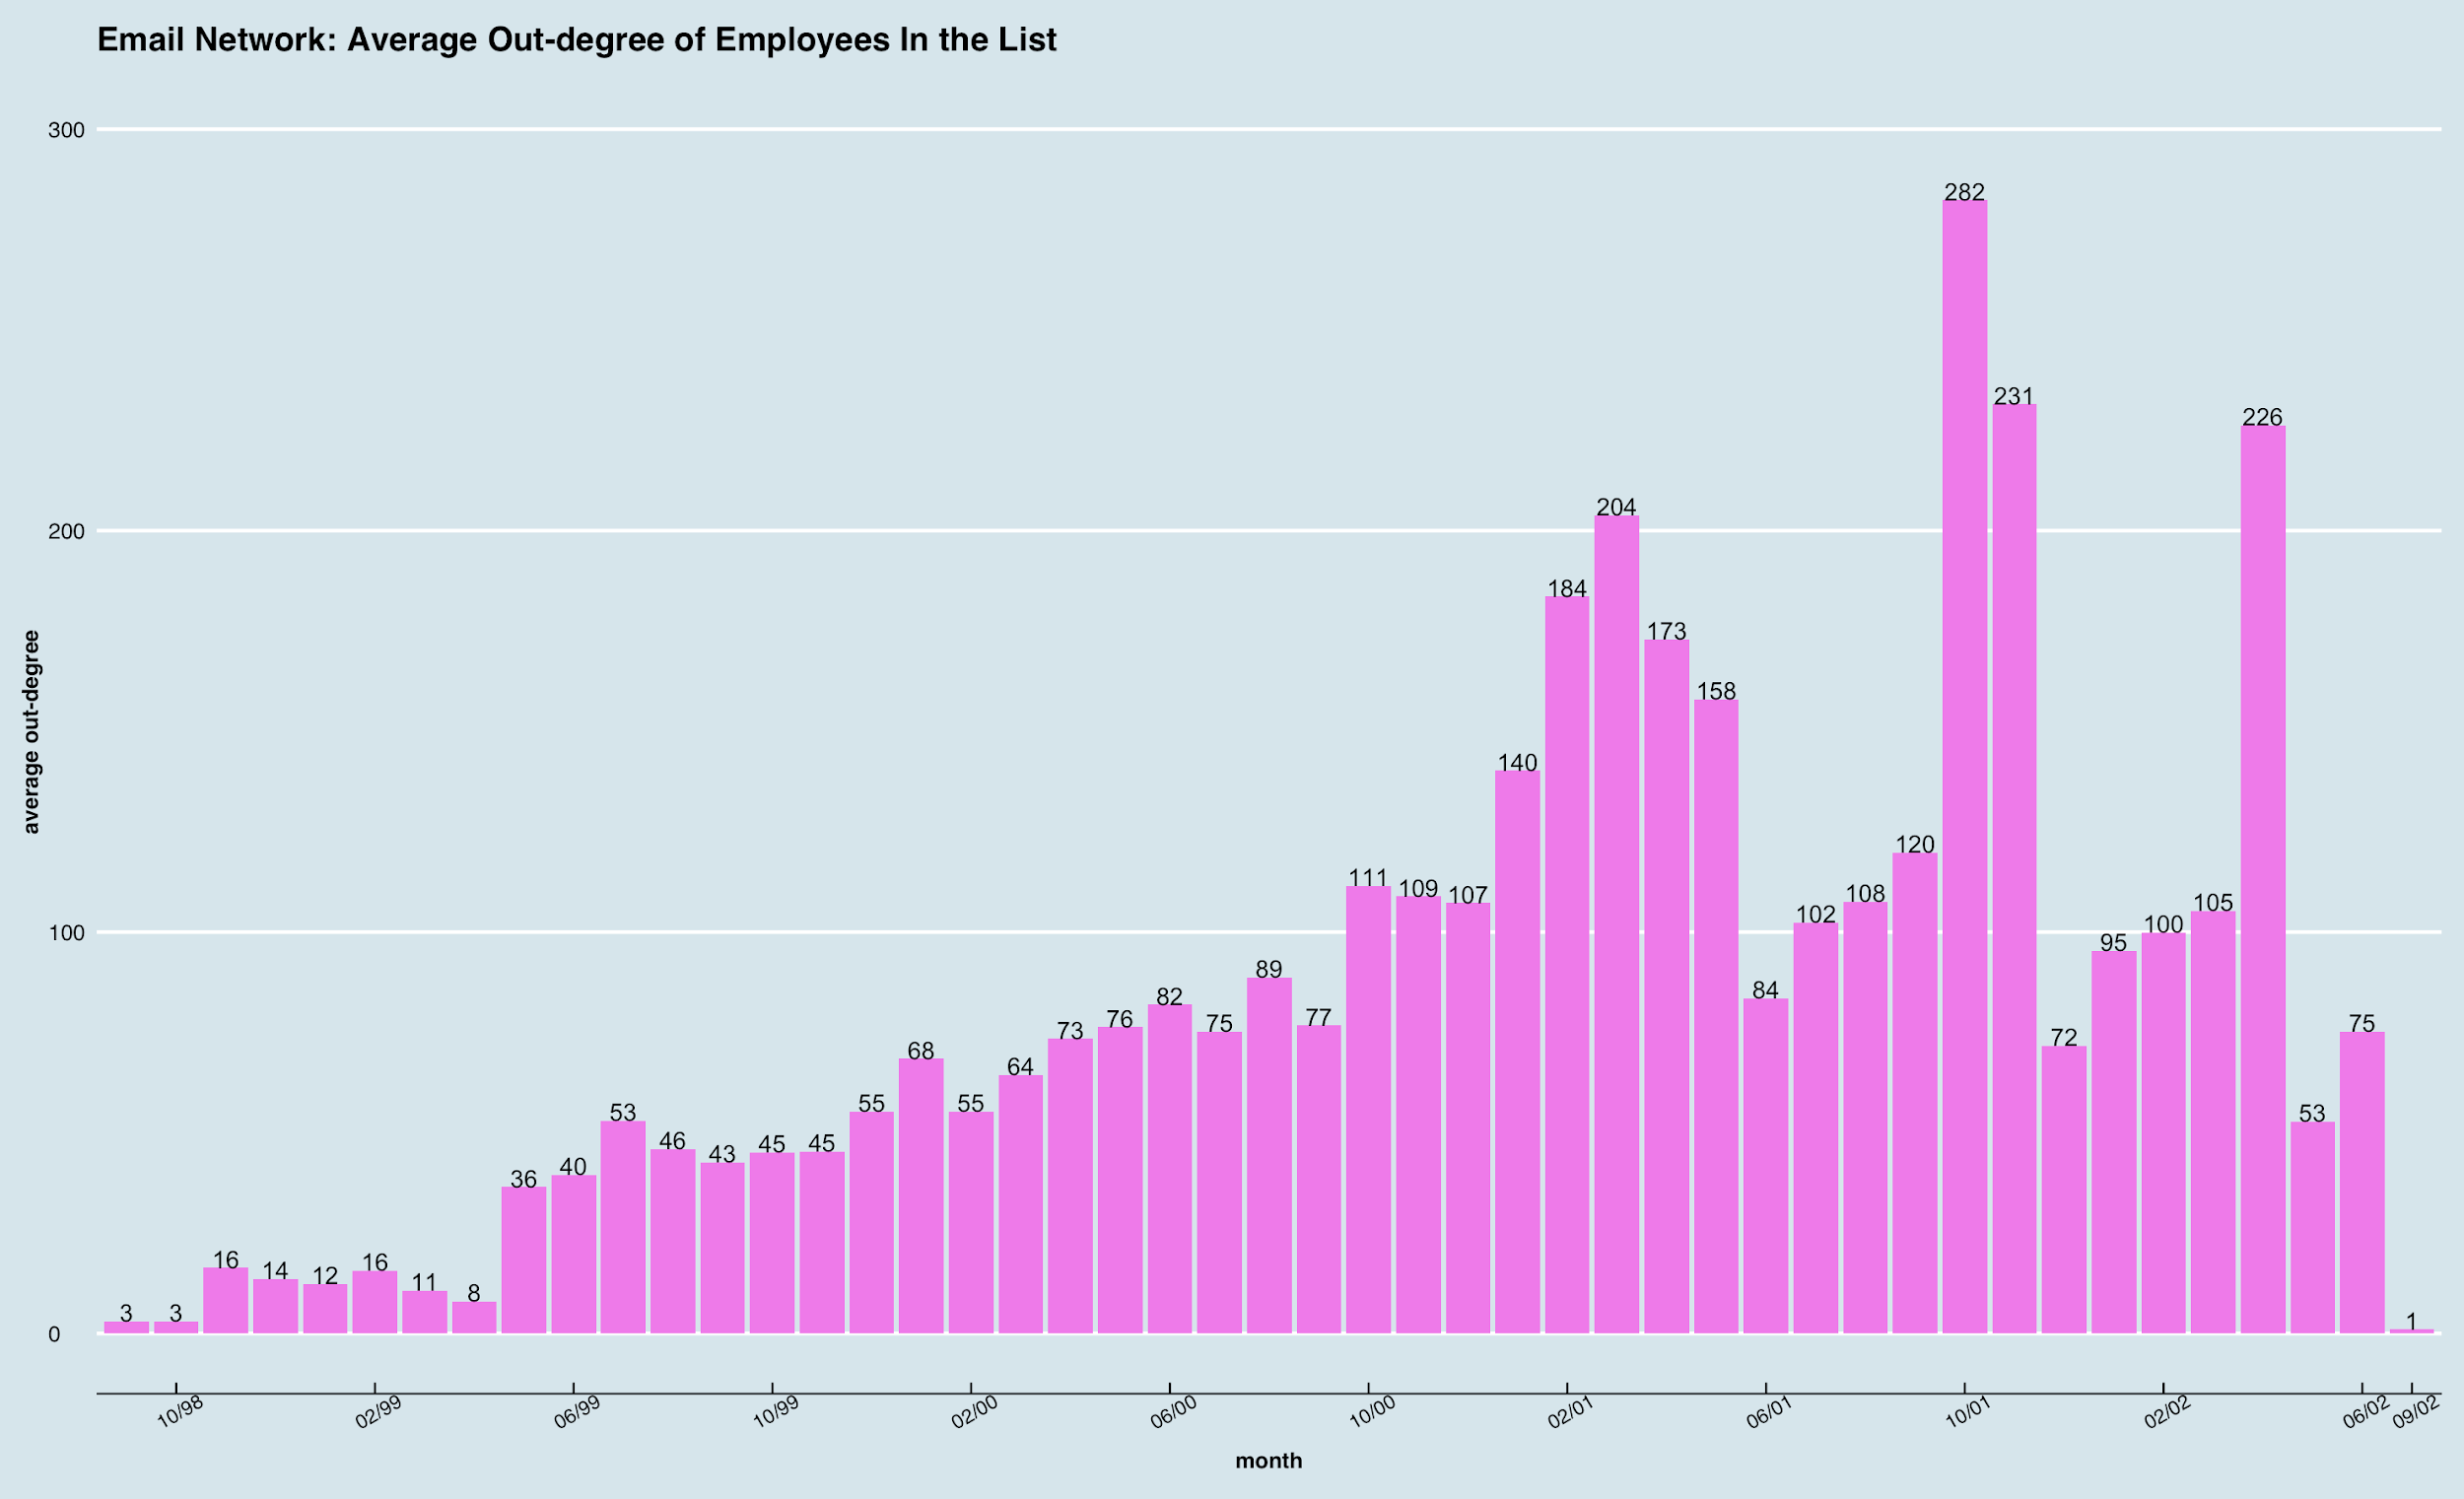 Email Network: Average Out-degree of Employees In the List
300
200
100
0
average out-degree
3 3 16 14 12 16 11 8 36 40 53 46 43 45 45 55 68 55 64 73 76 82 75 89 77 111 109 107 140 184 204 173 158 84 102 108 120 282 231 72 95 100 105 226 53 75 1
10/98 02/99 06/99 10/99 02/00 06/00 10/00 02/01 06/01 10/01 02/02 06/02 09/02
month